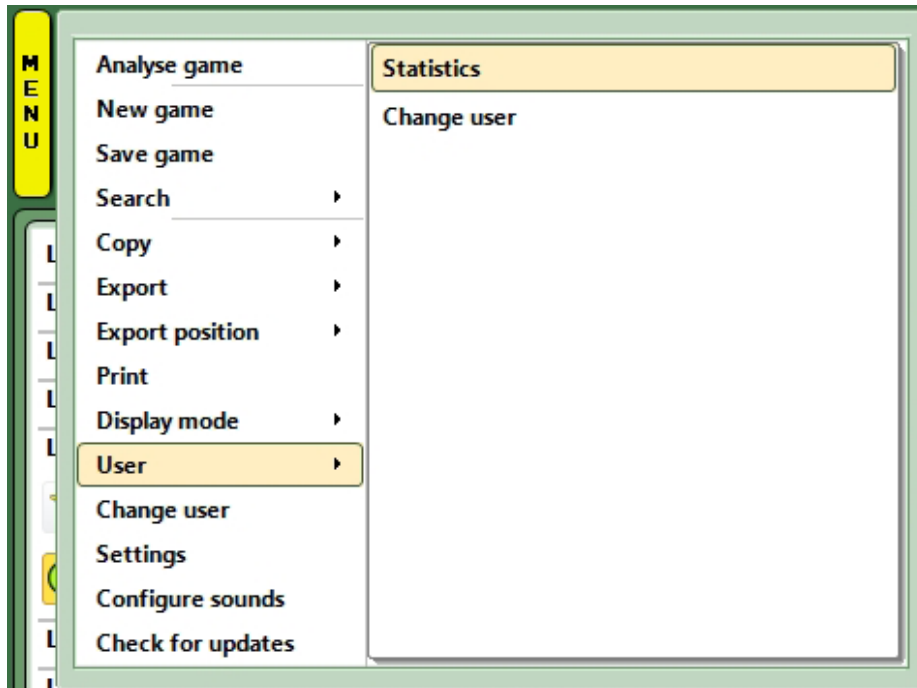 MENU
Analyse game
New game
Save game
Search
Copy
Export
Export position
Print
Display mode
User
Change user
Settings
Configure sounds
Check for updates
Statistics
Change user
L
L
L
L
L
L